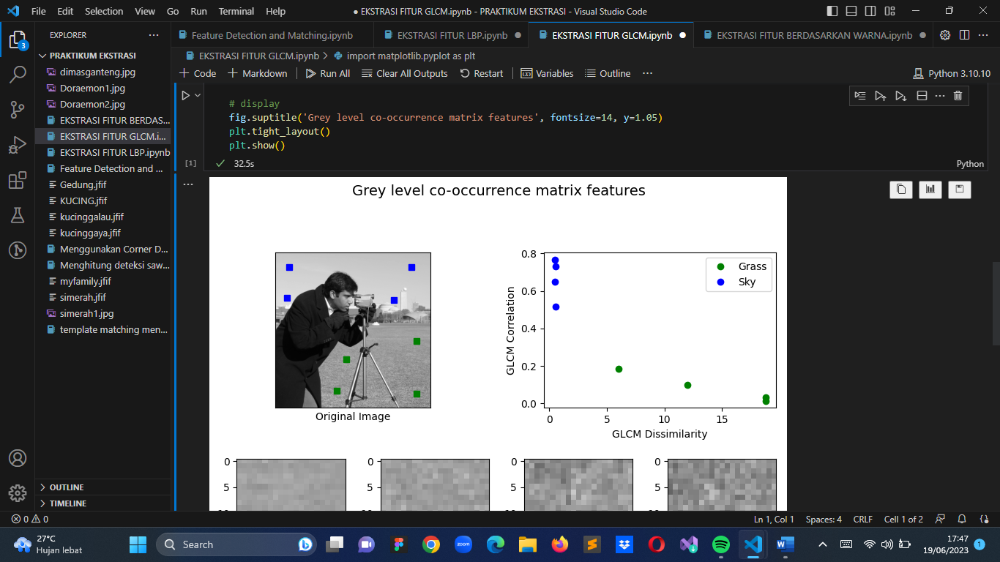 File Edit Selection View Go Run Terminal Help
● EKSTRASI FITUR GLCM.ipynb - PRAKTIKUM EKSTRASI - Visual Studio Code
EXPLORER
3
PRAKTIKUM EKSTRASI
dimasganteng.jpg
Doraemon1.jpg
Doraemon2.jpg
EKSTRASI FITUR BERDAS...
EKSTRASI FITUR GLCM.i...
EKSTRASI FITUR LBP.ipynb
Feature Detection and ...
Gedung.jfif
KUCING.jfif
kucinggalau.jfif
kucinggaya.jfif
Menggunakan Corner D...
Menghitung deteksi saw...
myfamily.jfif
simerah.jfif
simerah1.jpg
template matching men...
OUTLINE
TIMELINE
Feature Detection and Matching.ipynb
EKSTRASI FITUR LBP.ipynb
EKSTRASI FITUR GLCM.ipynb
EKSTRASI FITUR BERDASARKAN WARNA.ipynb
EKSTRASI FITUR GLCM.ipynb > import matplotlib.pyplot as plt
+ Code + Markdown Run All Clear All Outputs Restart Variables Outline ...
Python 3.10.10
# display
fig.suptitle('Grey level co-occurrence matrix features', fontsize=14, y=1.05)
plt.tight_layout()
plt.show()
[1] 32.5s Python
Grey level co-occurrence matrix features
Original Image
GLCM Correlation
0.8
0.6
0.4
0.2
0.0
Grass
Sky
0 5 10 15
GLCM Dissimilarity
0 0 0 0
5 5 5 5
0 0
Ln 1, Col 1 Spaces: 4 CRLF Cell 1 of 2
27°C
Hujan lebat
Search
zoom
17:47
19/06/2023
1